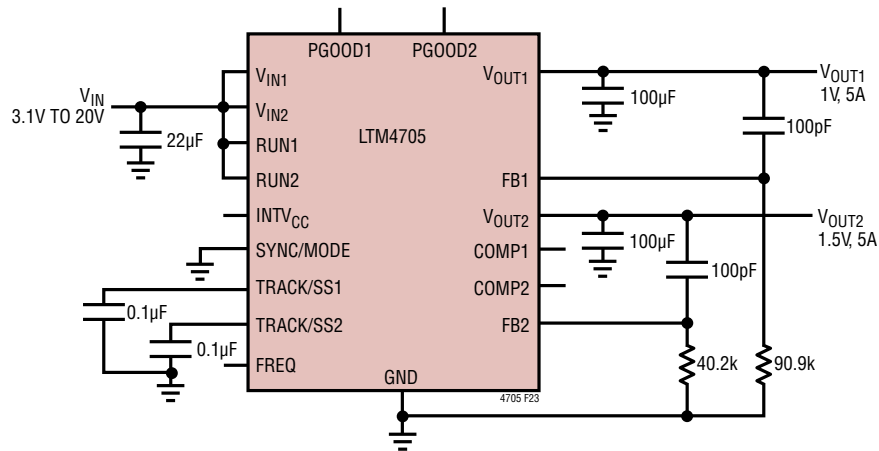 PGOOD1
PGOOD2
VIN
3.1V TO 20V
22µF
VIN1
VIN2
RUN1
RUN2
INTVCC
SYNC/MODE
TRACK/SS1
TRACK/SS2
FREQ
0.1µF
0.1µF
LTM4705
GND
VOUT1
FB1
VOUT2
COMP1
COMP2
FB2
100µF
100pF
VOUT1
1V, 5A
100µF
100pF
VOUT2
1.5V, 5A
40.2k
90.9k
4705 F23